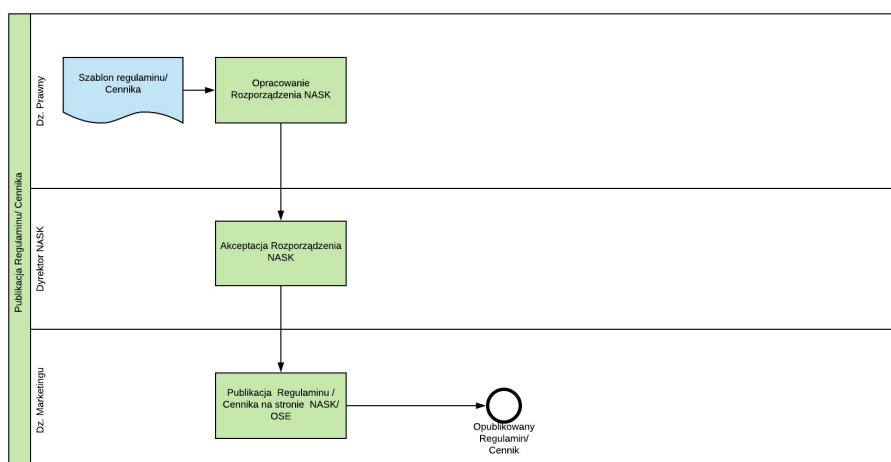 Publikacja Regulaminu/ Cennika
Dz. Prawny
Szablon regulaminu/
Cennika
Opracowanie
Rozporządzenia NASK
Dyrektor NASK
Akceptacja Rozporządzenia
NASK
Dz. Marketingu
Publikacja Regulaminu /
Cennika na stronie NASK/
OSE
Opublikowany
Regulamin/
Cennik